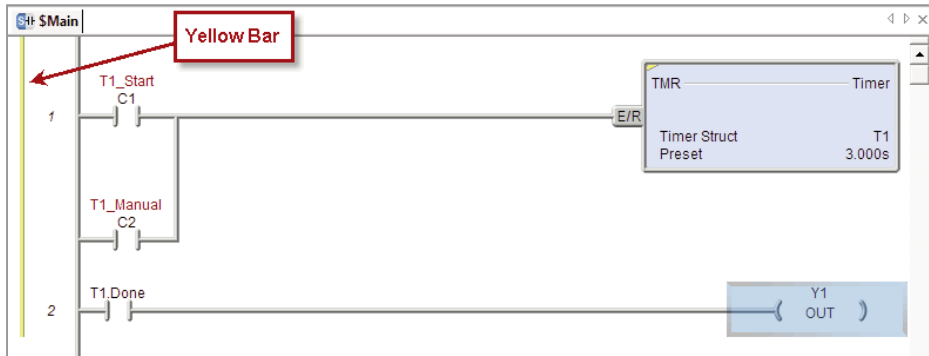 $Main
Yellow Bar
T1_Start
C1
1
E/R
TMR Timer
Timer Struct T1
Preset 3.000s
T1_Manual
C2
T1.Done
2
Y1
OUT